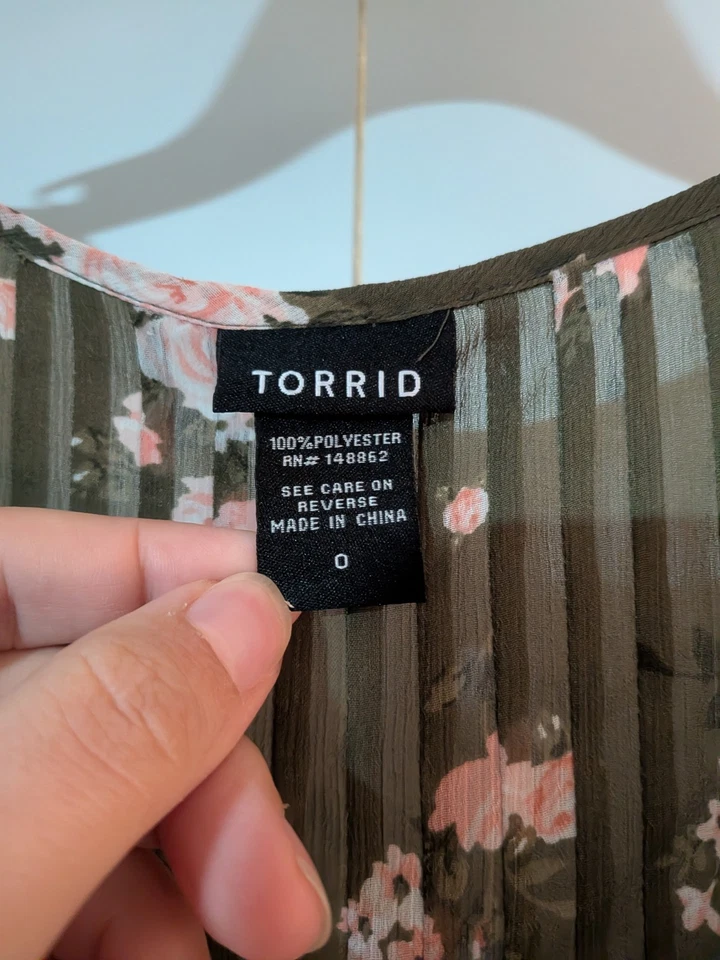 TORRID
100%POLYESTER
RN# 148862
SEE CARE ON
REVERSE
MADE IN CHINA
0